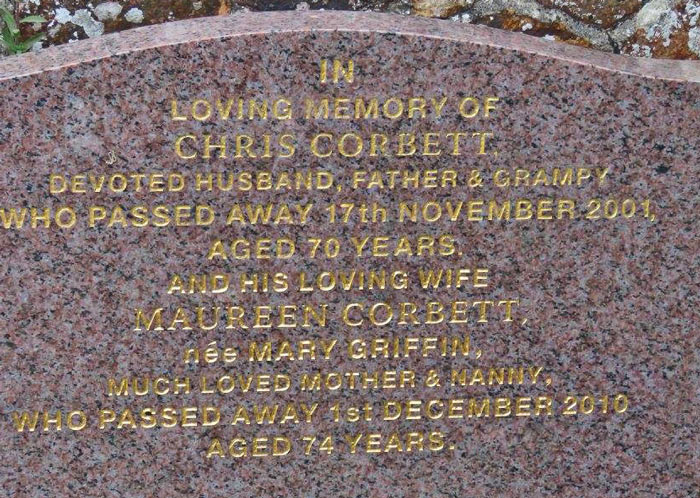 IN
LOVING MEMORY OF
CHRIS CORBETT,
DEVOTED HUSBAND, FATHER & GRAMPY
WHO PASSED AWAY 17th NOVEMBER 2001,
AGED 70 YEARS.
AND HIS LOVING WIFE
MAUREEN CORBETT,
née MARY GRIFFIN,
MUCH LOVED MOTHER & NANNY,
WHO PASSED AWAY 1st DECEMBER 2010
AGED 74 YEARS.